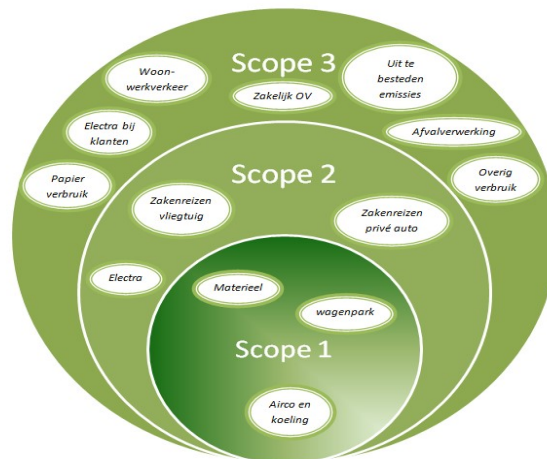 Scope 3
Woon-
werkverkeer
Zakelijk OV
Uit te
besteden
emissies
Electra bij
klanten
Afvalverwerking
Papier
verbruik
Overig
verbruik
Scope 2
Zakenreizen
vliegtuig
Zakenreizen
privé auto
Electra
Materieel
wagenpark
Scope 1
Airco en
koeling